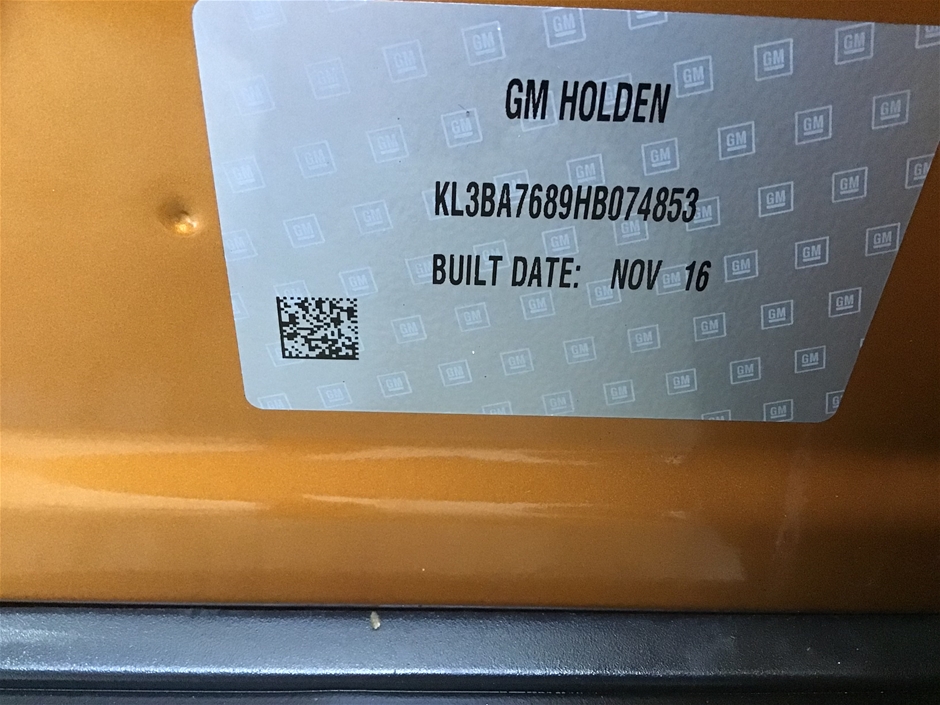 GM HOLDEN
KL3BA7689HB074853
BUILT DATE: NOV 16